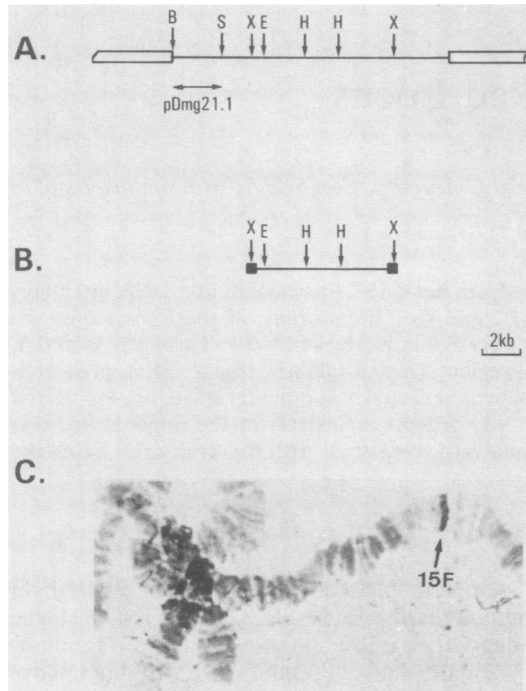 A.
B S X E H H X
pDmg21.1
B.
X E H H X
2kb
C.
15F